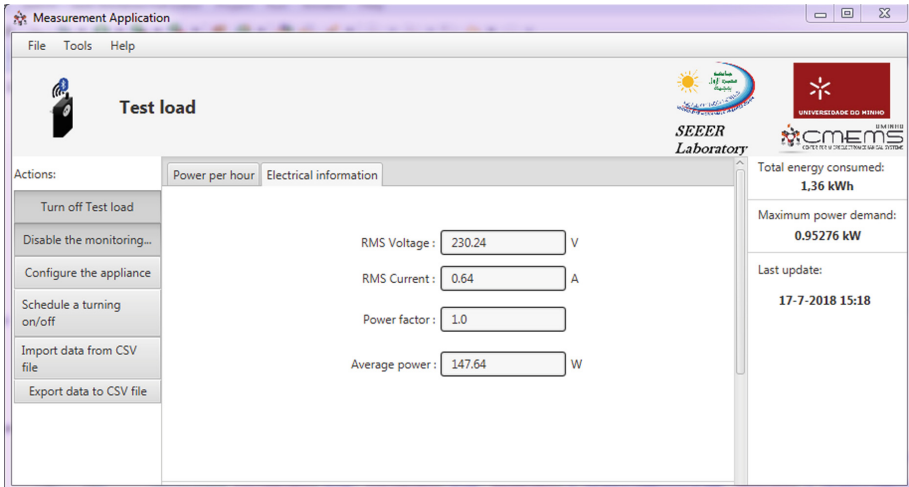 Measurement Application
File Tools Help
Test load
SEEER
Laboratory
UNIVERSIDADE DO MINHO
UMINHO
CMEMS
Actions:
Turn off Test load
Disable the monitoring...
Configure the appliance
Schedule a turning
on/off
Import data from CSV
file
Export data to CSV file
Power per hour Electrical information
RMS Voltage : 230.24 V
RMS Current : 0.64 A
Power factor : 1.0
Average power : 147.64 W
Total energy consumed:
1,36 kWh
Maximum power demand:
0.95276 kW
Last update:
17-7-2018 15:18